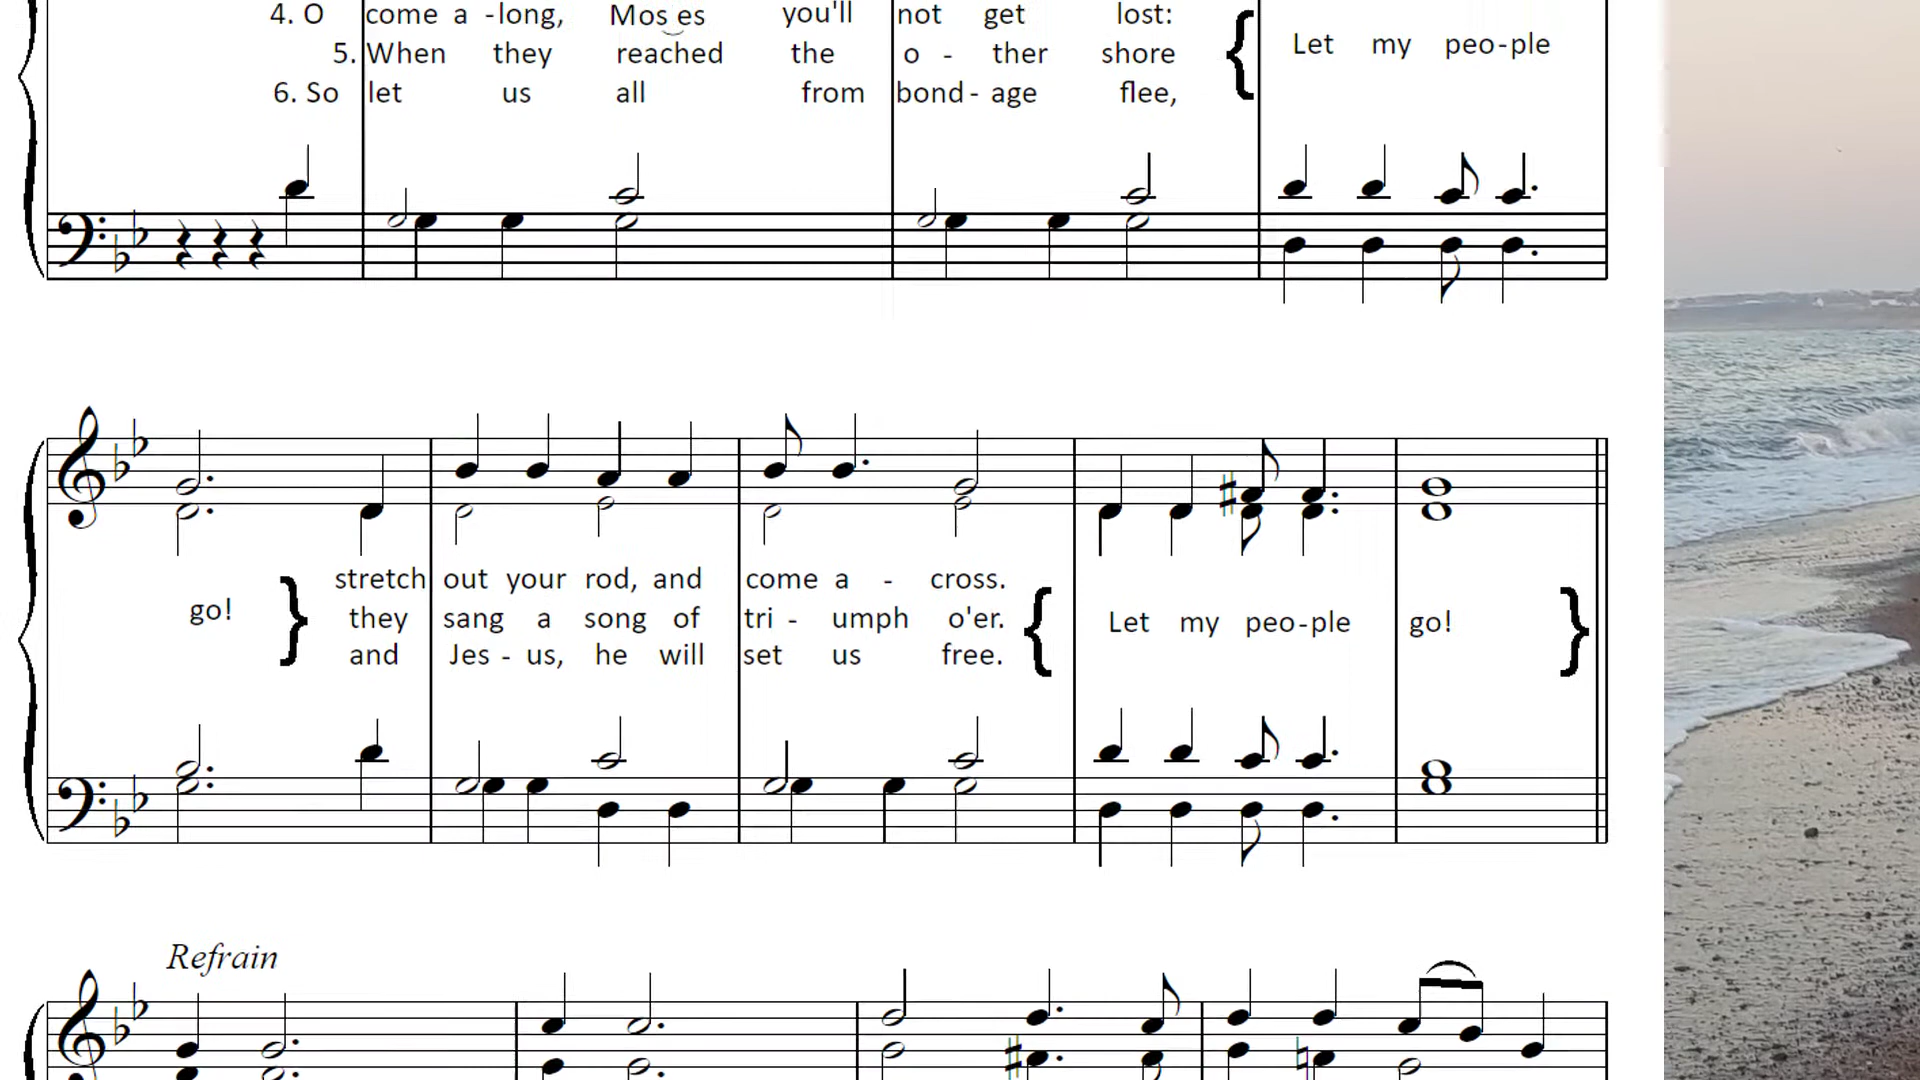 4. O come a -long, Mos es you'll not get lost:
5. When they reached the o - ther shore { Let my peo-ple
6. So let us all from bond - age flee,
stretch out your rod, and come a - cross.
go! } they sang a song of tri - umph o'er. { Let my peo-ple go! }
and Jes - us, he will set us free.
Refrain